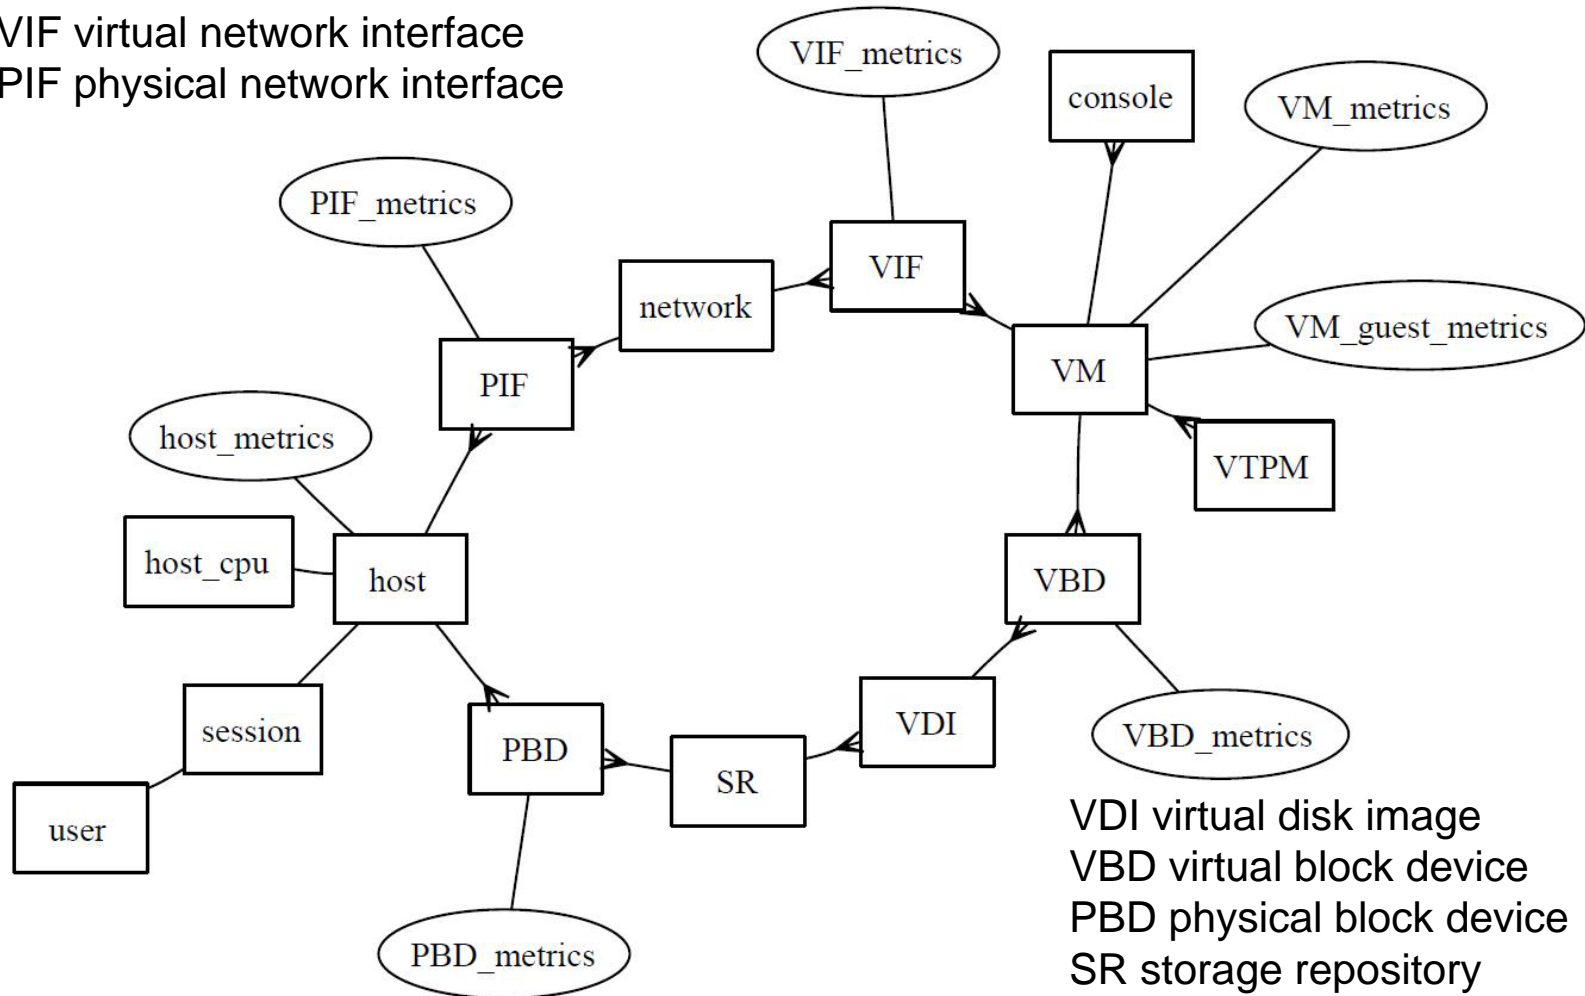 VIF virtual network interface
PIF physical network interface
VIF_metrics
console
VM_metrics
PIF_metrics
VIF
network
VM_guest_metrics
VM
PIF
host_metrics
VTPM
host_cpu
host
VBD
session
VDI
VBD_metrics
PBD
SR
user
PBD_metrics
VDI virtual disk image
VBD virtual block device
PBD physical block device
SR storage repository